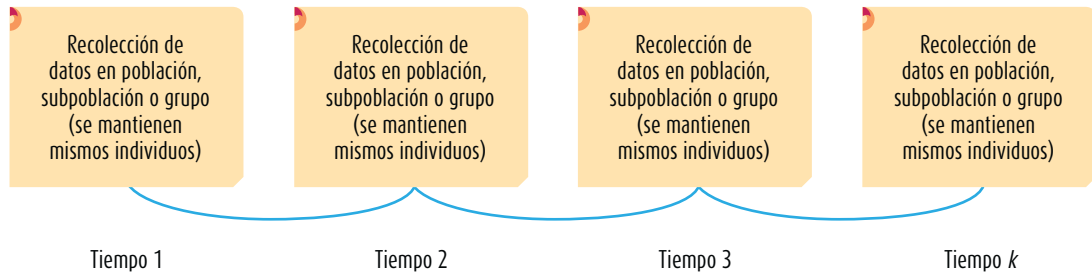 Recolección de
datos en población,
subpoblación o grupo
(se mantienen
mismos individuos)
Recolección de
datos en población,
subpoblación o grupo
(se mantienen
mismos individuos)
Recolección de
datos en población,
subpoblación o grupo
(se mantienen
mismos individuos)
Recolección de
datos en población,
subpoblación o grupo
(se mantienen
mismos individuos)
Tiempo 1
Tiempo 2
Tiempo 3
Tiempo k